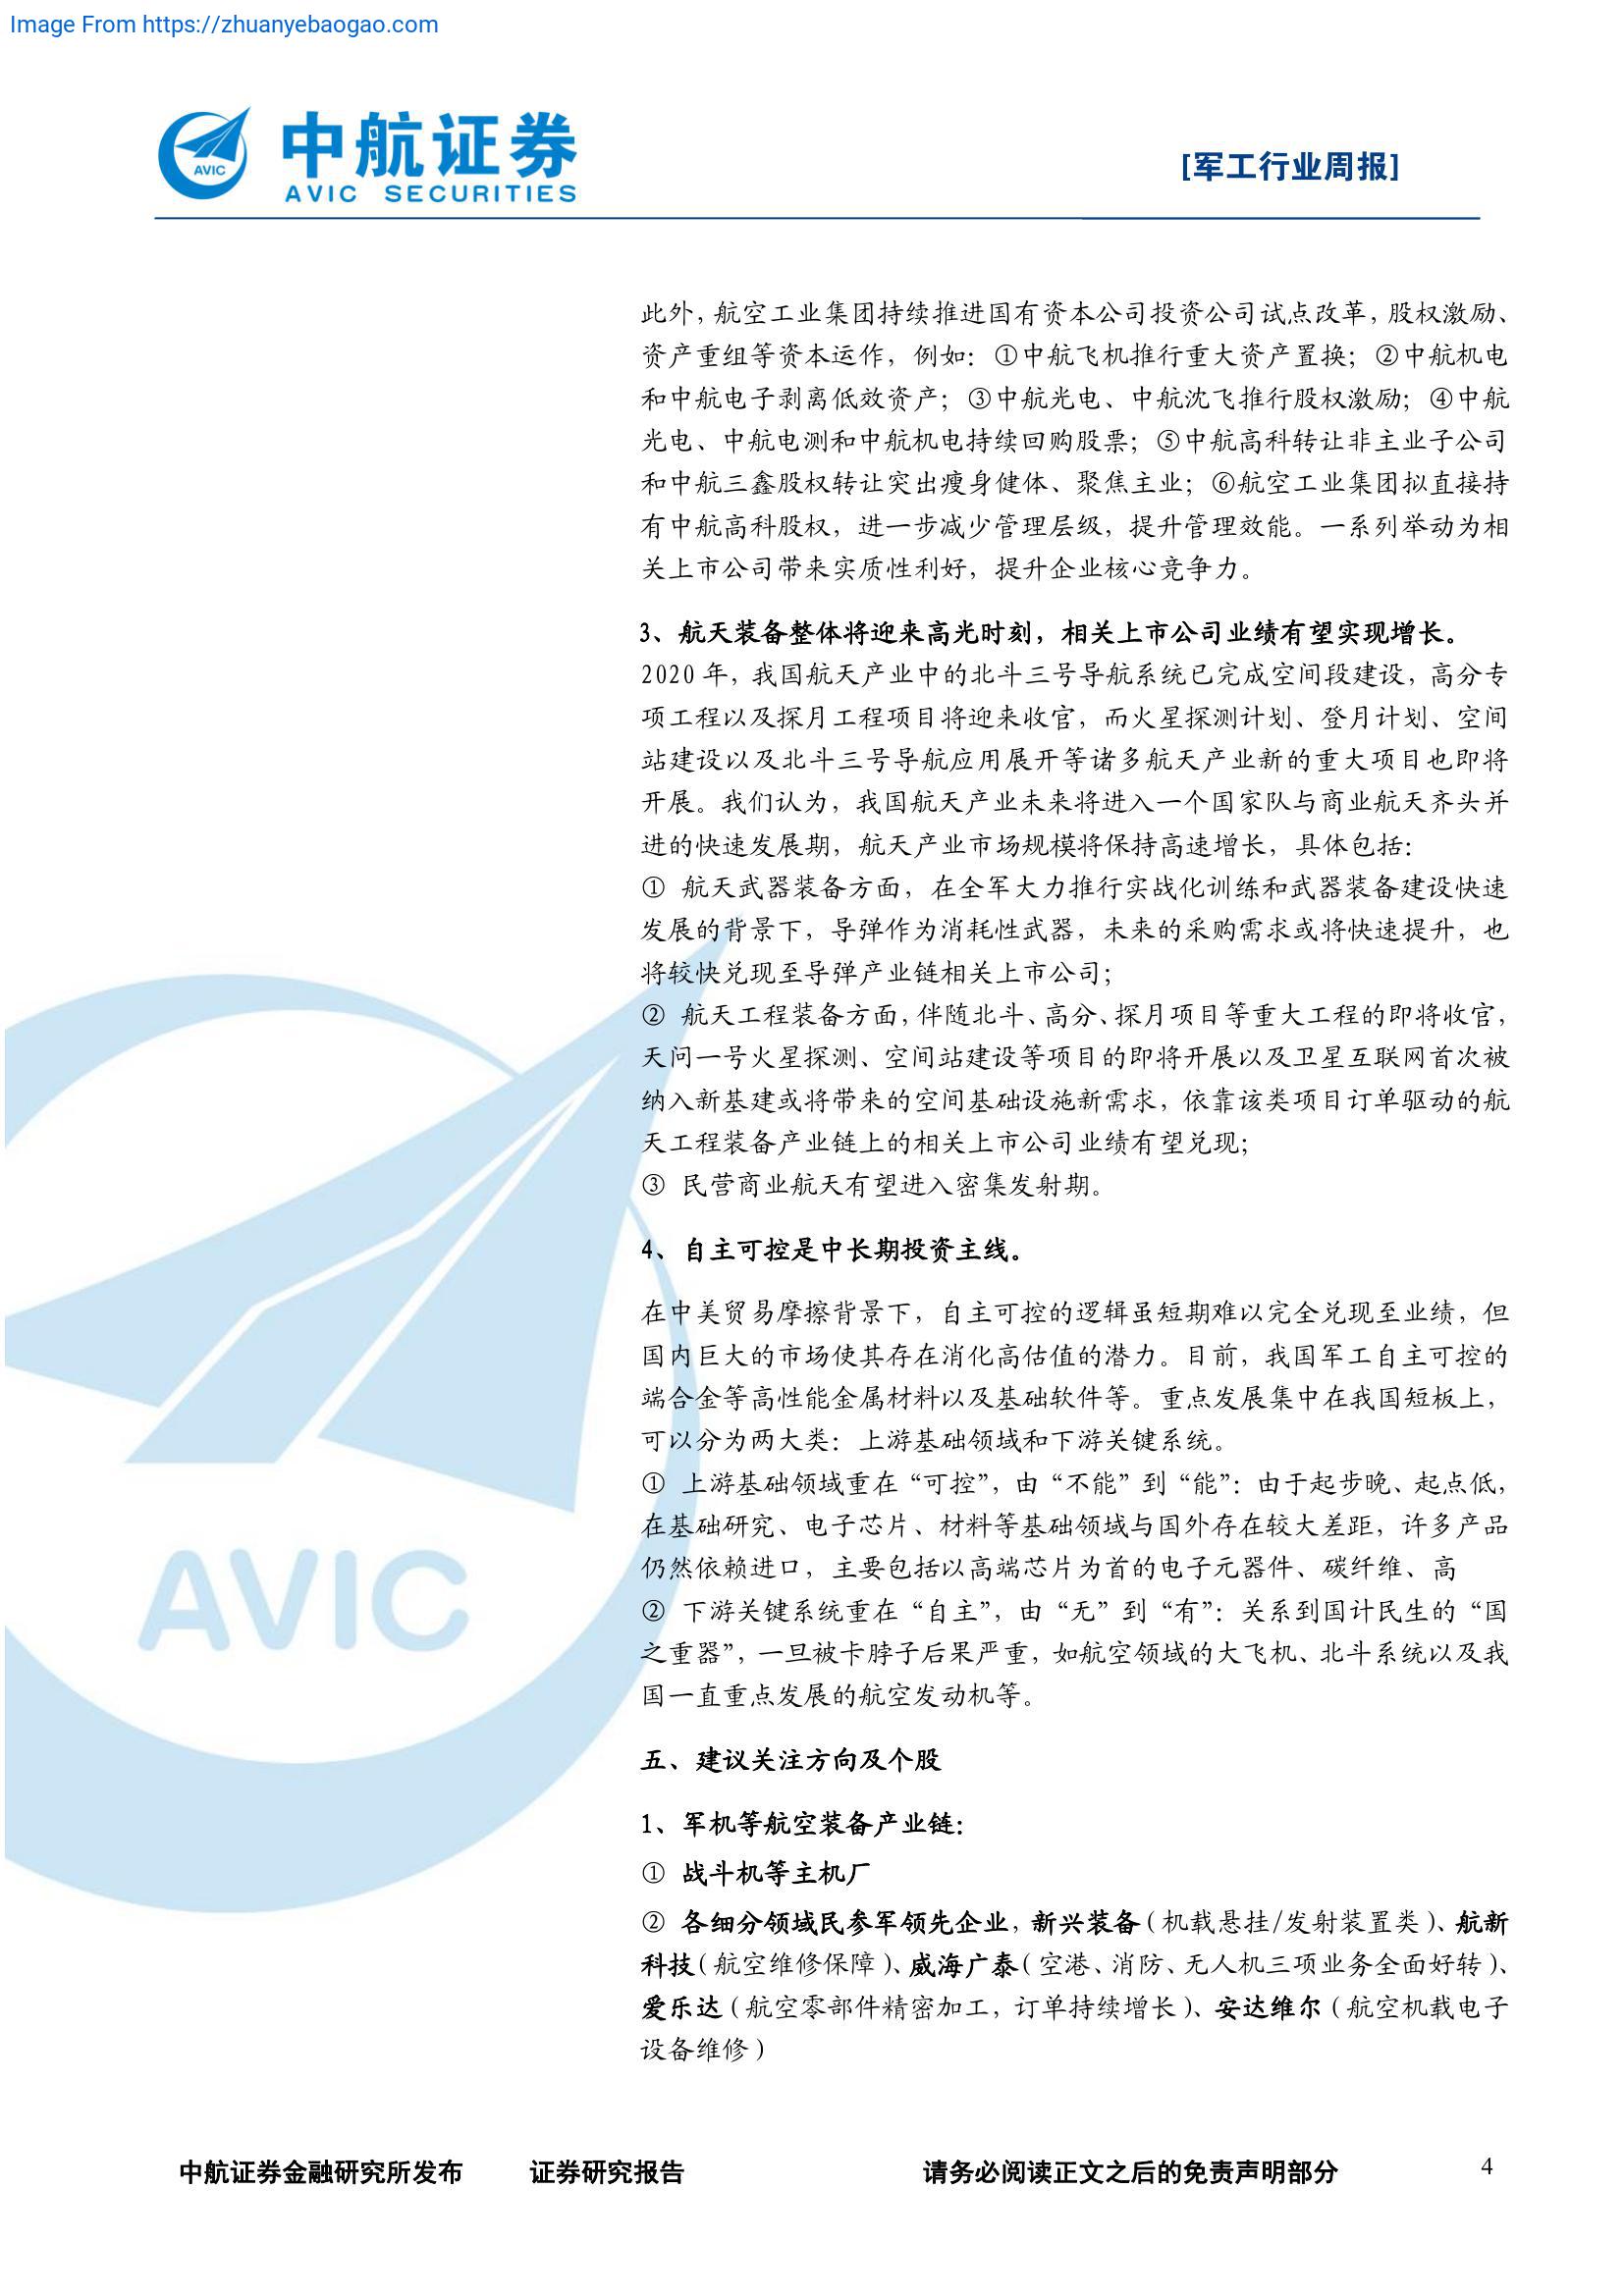 Image From https://zhuanyebaogao.com
AVIC
中航证券
AVIC SECURITIES
[军工行业周报]
此外，航空工业集团持续推进国有资本公司投资公司试点改革，股权激励、
资产重组等资本运作，例如：①中航飞机推行重大资产置换；②中航机电
和中航电子剥离低效资产；③中航光电、中航沈飞推行股权激励；④中航
光电、中航电测和中航机电持续回购股票；⑤中航高科转让非主业子公司
和中航三鑫股权转让突出瘦身健体、聚焦主业；⑥航空工业集团拟直接持
有中航高科股权，进一步减少管理层级，提升管理效能。一系列举动为相
关上市公司带来实质性利好，提升企业核心竞争力。
3、航天装备整体将迎来高光时刻，相关上市公司业绩有望实现增长。
2020 年，我国航天产业中的北斗三号导航系统已完成空间段建设，高分专
项工程以及探月工程项目将迎来收官，而火星探测计划、登月计划、空间
站建设以及北斗三号导航应用展开等诸多航天产业新的重大项目也即将
开展。我们认为，我国航天产业未来将进入一个国家队与商业航天齐头并
进的快速发展期，航天产业市场规模将保持高速增长，具体包括：
① 航天武器装备方面，在全军大力推行实战化训练和武器装备建设快速
发展的背景下，导弹作为消耗性武器，未来的采购需求或将快速提升，也
将较快兑现至导弹产业链相关上市公司；
② 航天工程装备方面，伴随北斗、高分、探月项目等重大工程的即将收官，
天问一号火星探测、空间站建设等项目的即将开展以及卫星互联网首次被
纳入新基建或将带来的空间基础设施新需求，依靠该类项目订单驱动的航
天工程装备产业链上的相关上市公司业绩有望兑现；
③ 民营商业航天有望进入密集发射期。
4、自主可控是中长期投资主线。
在中美贸易摩擦背景下，自主可控的逻辑虽短期难以完全兑现至业绩，但
国内巨大的市场使其存在消化高估值的潜力。目前，我国军工自主可控的
端合金等高性能金属材料以及基础软件等。重点发展集中在我国短板上，
可以分为两大类：上游基础领域和下游关键系统。
① 上游基础领域重在“可控”，由“不能”到“能”：由于起步晚、起点低，
在基础研究、电子芯片、材料等基础领域与国外存在较大差距，许多产品
仍然依赖进口，主要包括以高端芯片为首的电子元器件、碳纤维、高
② 下游关键系统重在“自主”，由“无”到“有”：关系到国计民生的“国
之重器”，一旦被卡脖子后果严重，如航空领域的大飞机、北斗系统以及我
国一直重点发展的航空发动机等。
AVIC
五、建议关注方向及个股
1、军机等航空装备产业链：
① 战斗机等主机厂
② 各细分领域民参军领先企业，新兴装备（机载悬挂/发射装置类）、航新
科技（航空维修保障）、威海广泰（空港、消防、无人机三项业务全面好转）、
爱乐达（航空零部件精密加工，订单持续增长）、安达维尔（航空机载电子
设备维修）
中航证券金融研究所发布 证券研究报告 请务必阅读正文之后的免责声明部分 4